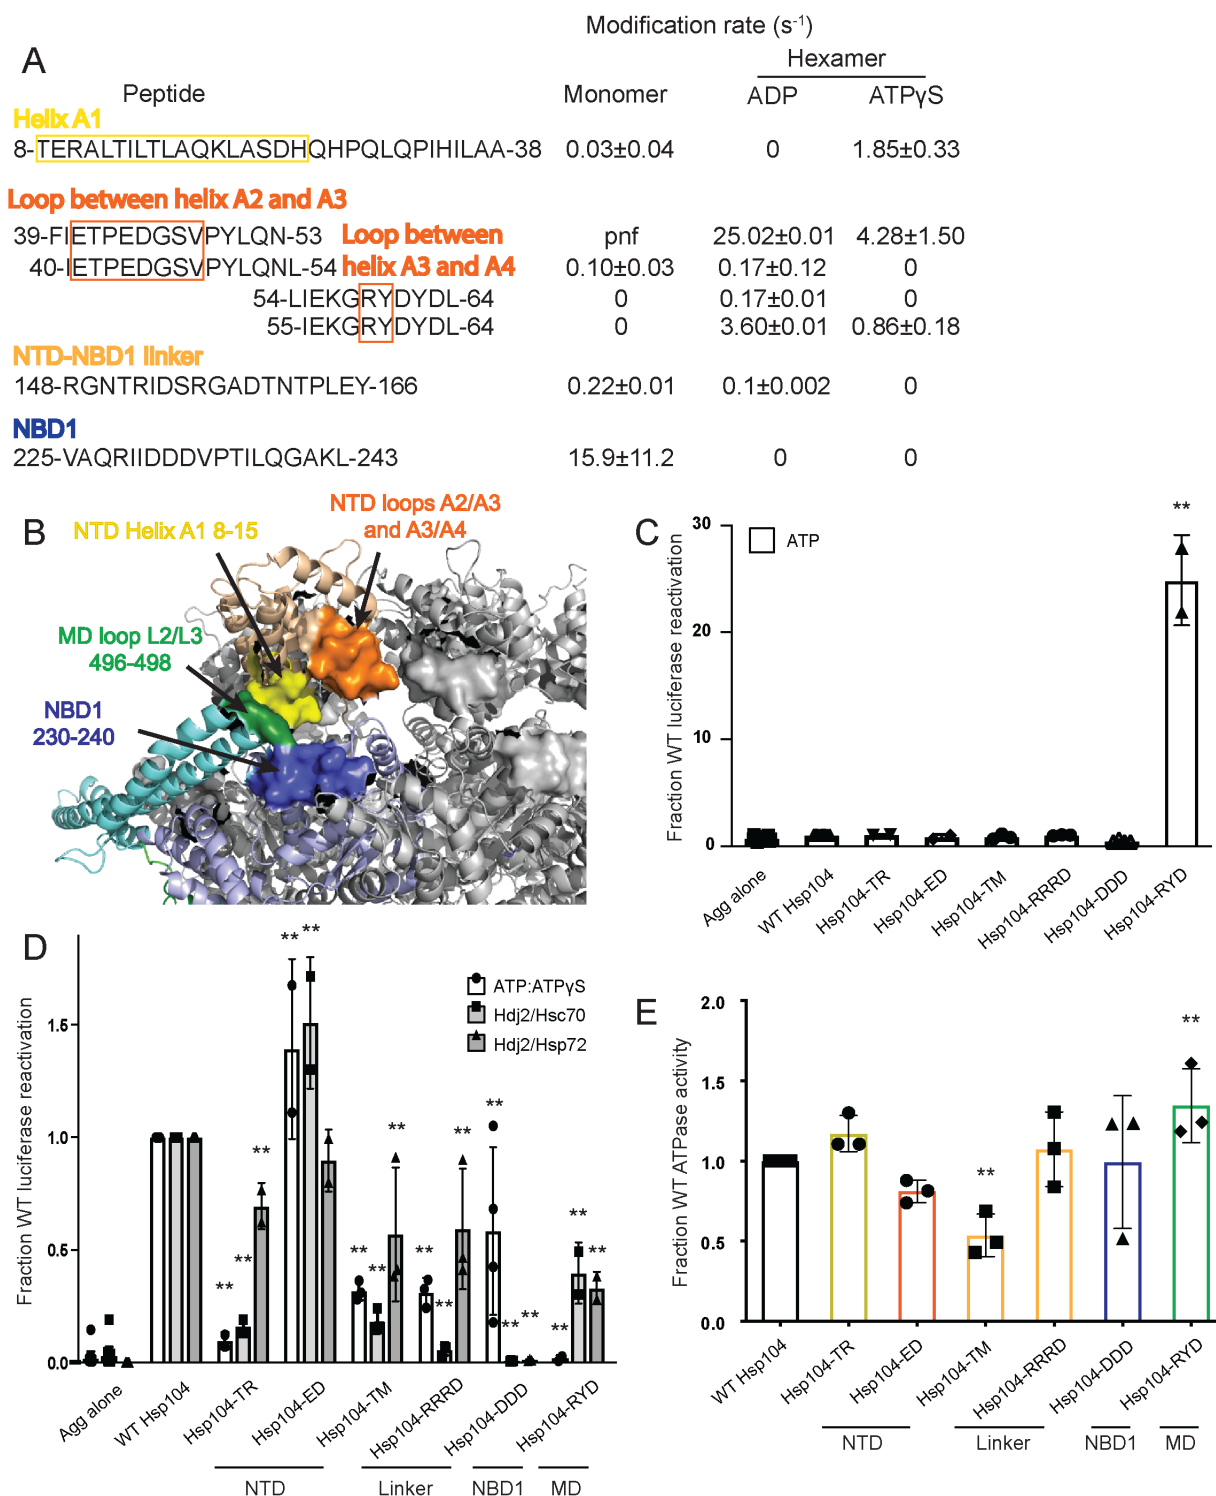 A
Modification rate (s⁻¹)
Hexamer
Peptide Monomer ADP ATPγS
Helix A1
8-TERALTILTLAQKLASDHQHPQLQPIHILAA-38 0.03±0.04 0 1.85±0.33
Loop between helix A2 and A3
39-FIETPEDGSVPYLQN-53 Loop between pnf 25.02±0.01 4.28±1.50
40-IETPEDGSVPYLQNL-54 helix A3 and A4 0.10±0.03 0.17±0.12 0
54-LIEKGRYDYDL-64 0 0.17±0.01 0
55-IEKGRYDYDL-64 0 3.60±0.01 0.86±0.18
NTD-NBD1 linker
148-RGNTRIDSRGADTNTPLEY-166 0.22±0.01 0.1±0.002 0
NBD1
225-VAQRIIDDDVPTILQGAKL-243 15.9±11.2 0 0
B
NTD loops A2/A3
and A3/A4
NTD Helix A1 8-15
MD loop L2/L3
496-498
NBD1
230-240
C
Fraction WT luciferase reactivation
30
20
10
0
ATP
**
Agg alone
WT Hsp104
Hsp104-TR
Hsp104-ED
Hsp104-TM
Hsp104-RRRD
Hsp104-DDD
Hsp104-RYD
D
Fraction WT luciferase reactivation
1.5
1.0
0.5
0.0
ATP:ATPγS
Hdj2/Hsc70
Hdj2/Hsp72
** **
** ** **
** ** **
** ** **
** ** **
** ** **
Agg alone
WT Hsp104
Hsp104-TR
Hsp104-ED
Hsp104-TM
Hsp104-RRRD
Hsp104-DDD
Hsp104-RYD
NTD Linker NBD1 MD
E
Fraction WT ATPase activity
2.0
1.5
1.0
0.5
0.0
**
**
WT Hsp104
Hsp104-TR
Hsp104-ED
Hsp104-TM
Hsp104-RRRD
Hsp104-DDD
Hsp104-RYD
NTD Linker NBD1 MD